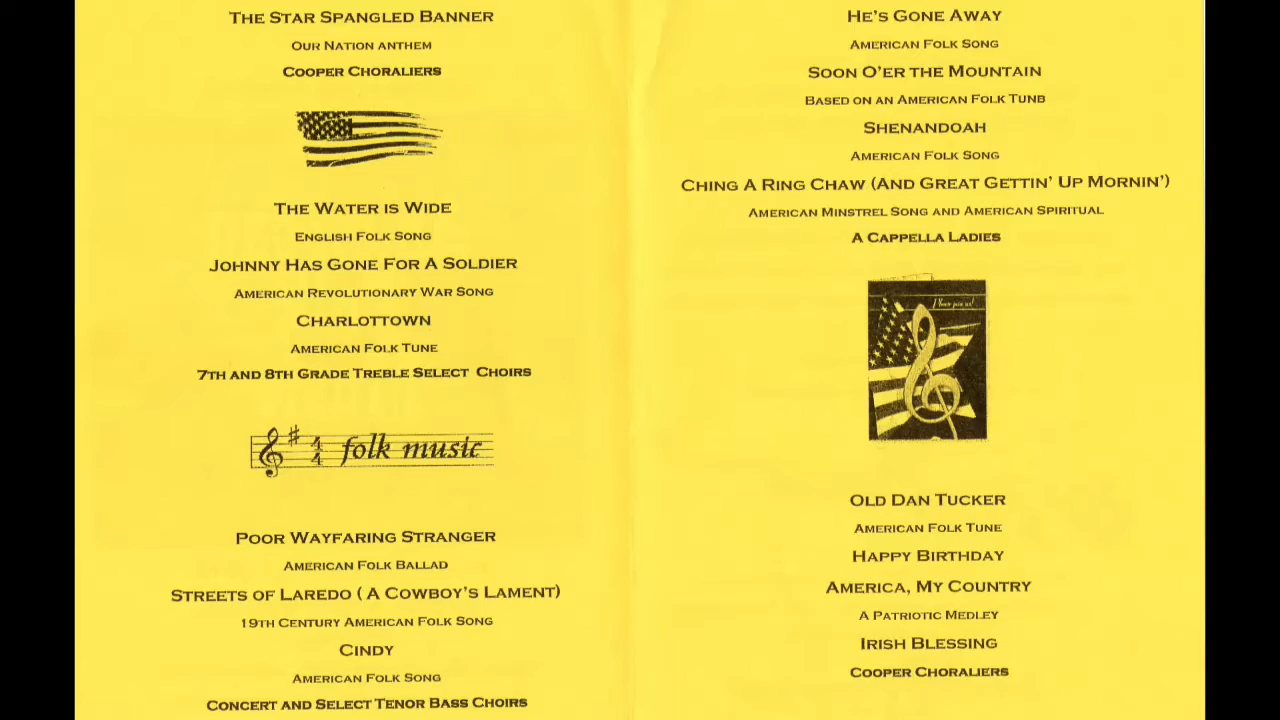 THE STAR SPANGLED BANNER
OUR NATION ANTHEM
COOPER CHORALIERS
THE WATER IS WIDE
ENGLISH FOLK SONG
JOHNNY HAS GONE FOR A SOLDIER
AMERICAN REVOLUTIONARY WAR SONG
CHARLOTTOWN
AMERICAN FOLK TUNE
7TH AND 8TH GRADE TREBLE SELECT CHOIRS
4
4
folk music
POOR WAYFARING STRANGER
AMERICAN FOLK BALLAD
STREETS OF LAREDO ( A COWBOY'S LAMENT)
19TH CENTURY AMERICAN FOLK SONG
CINDY
AMERICAN FOLK SONG
CONCERT AND SELECT TENOR BASS CHOIRS
HE'S GONE AWAY
AMERICAN FOLK SONG
SOON O'ER THE MOUNTAIN
BASED ON AN AMERICAN FOLK TUNB
SHENANDOAH
AMERICAN FOLK SONG
CHING A RING CHAW (AND GREAT GETTIN' UP MORNIN')
AMERICAN MINSTREL SONG AND AMERICAN SPIRITUAL
A CAPPELLA LADIES
OLD DAN TUCKER
AMERICAN FOLK TUNE
HAPPY BIRTHDAY
AMERICA, MY COUNTRY
A PATRIOTIC MEDLEY
IRISH BLESSING
COOPER CHORALIERS